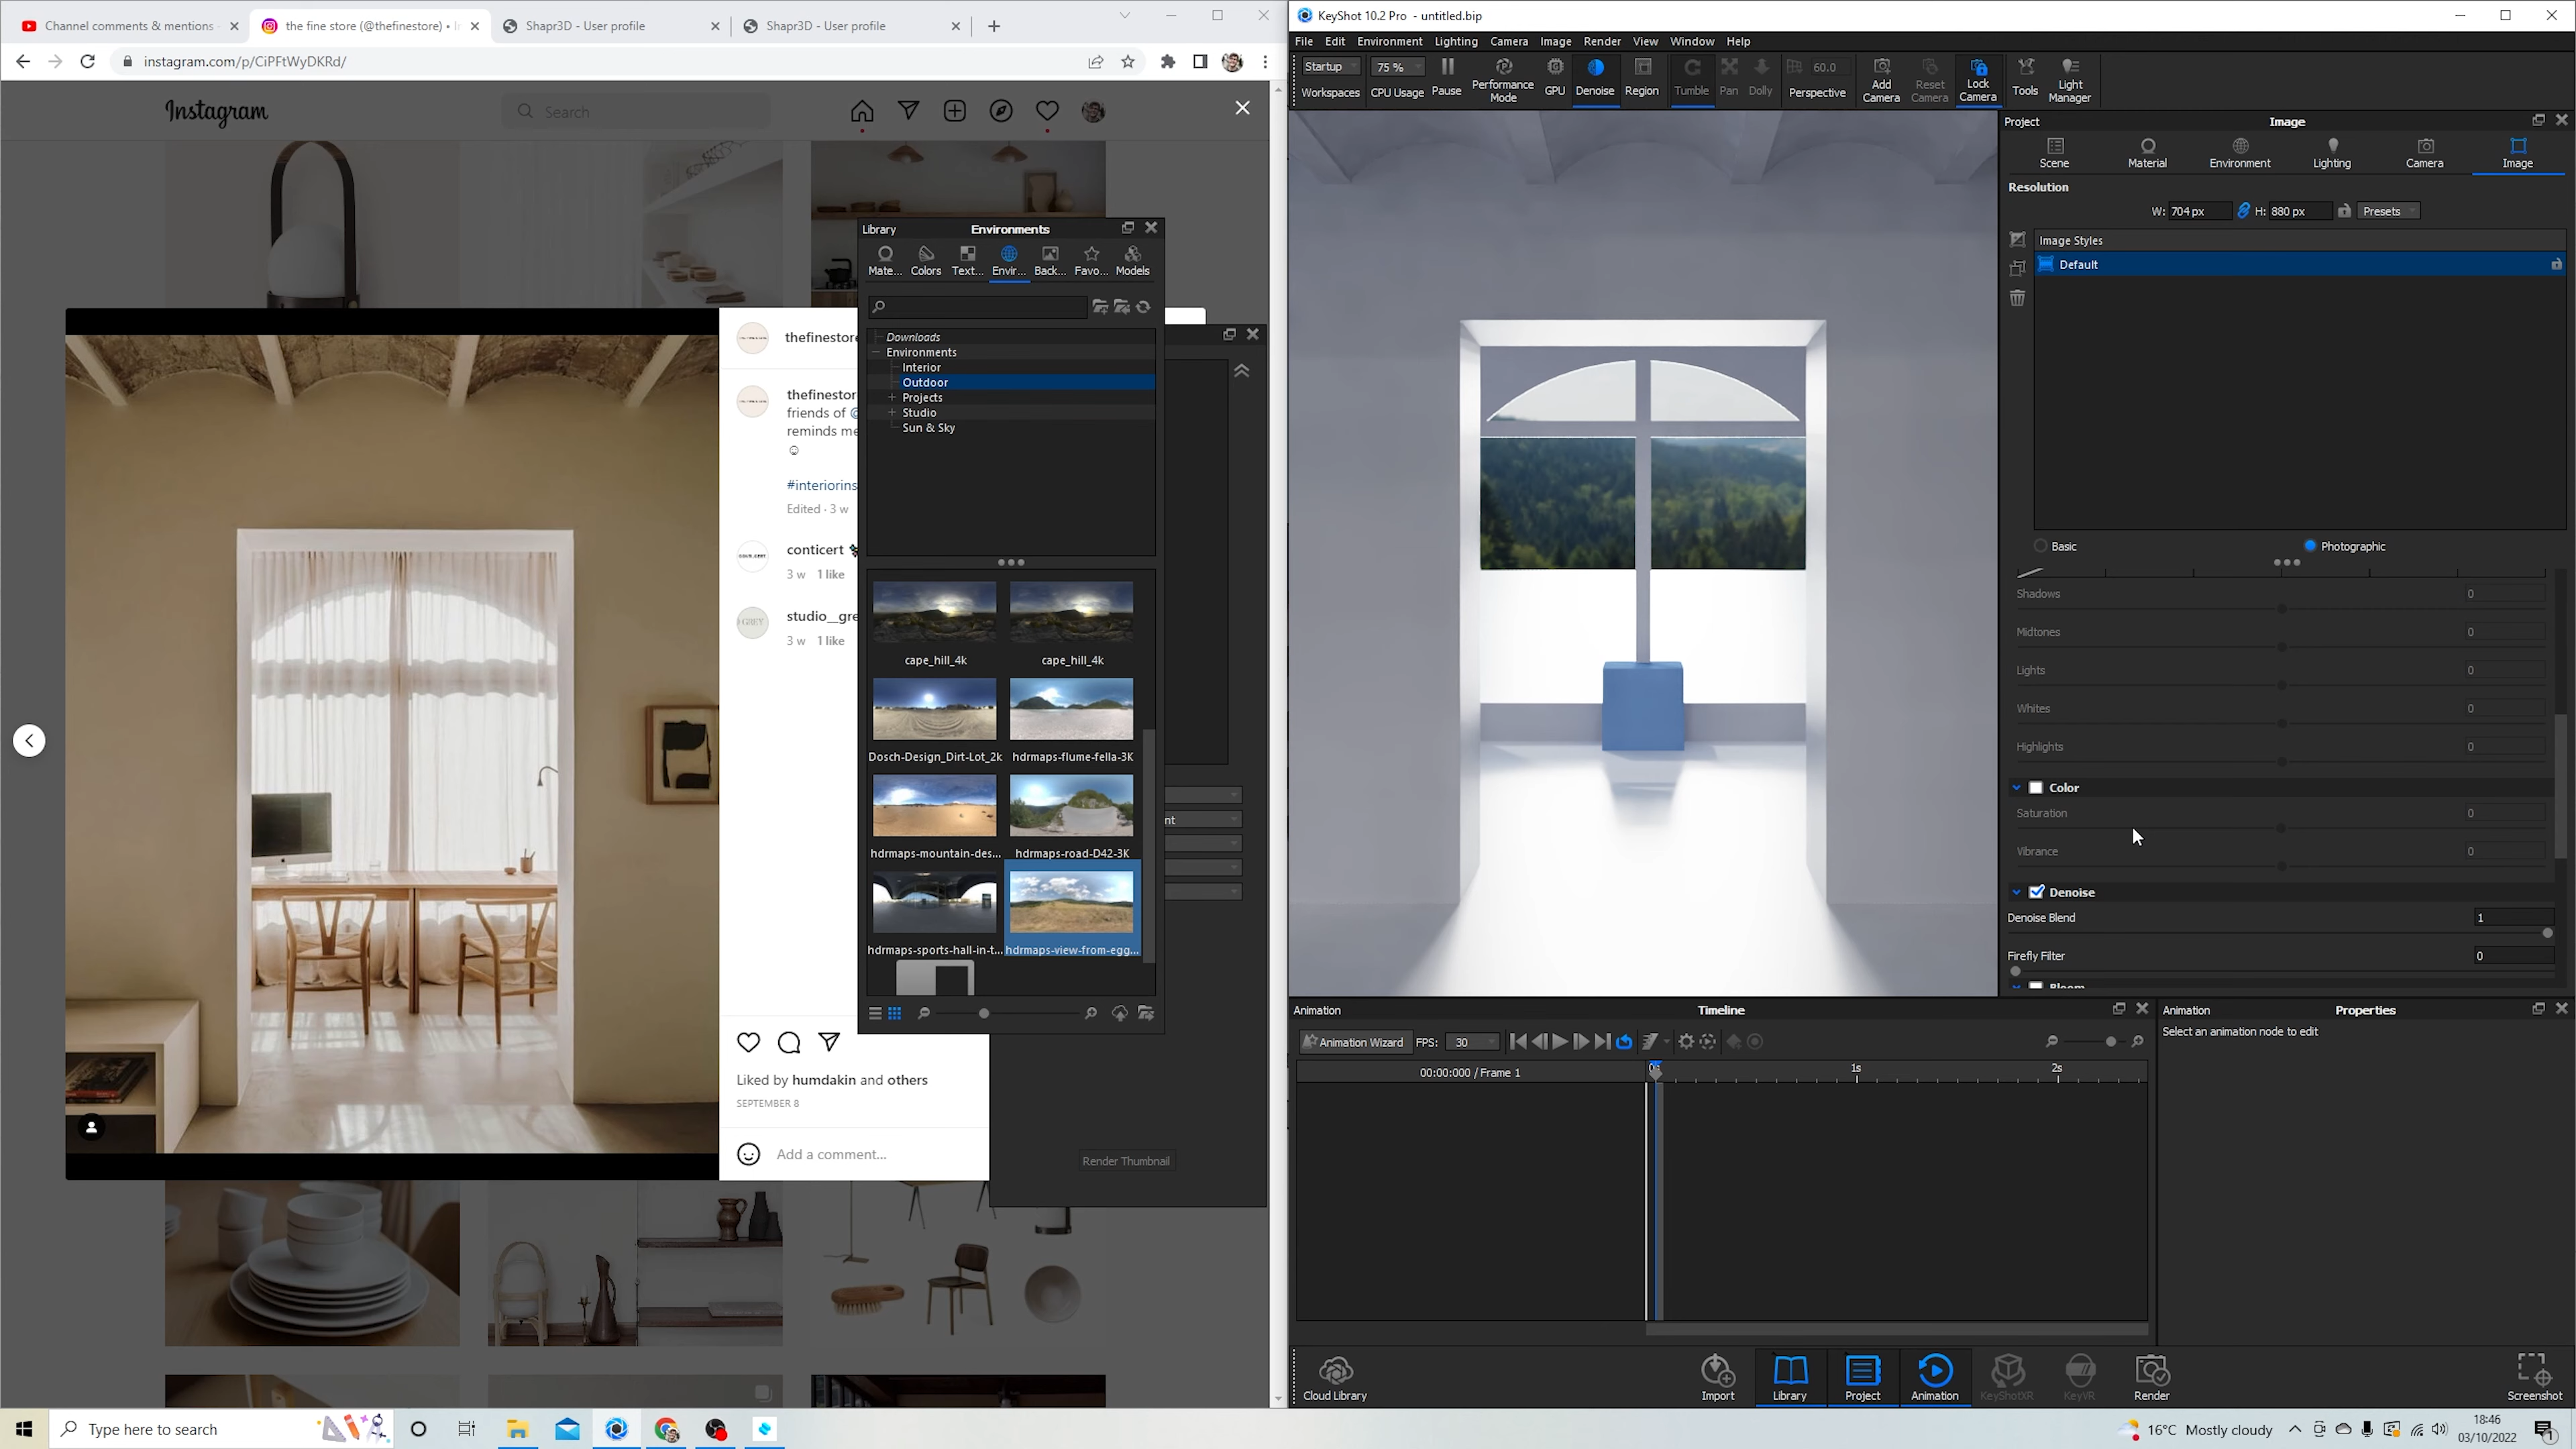 Channel comments & mentions -
the fine store (@thefinestore) • I
Shapr3D - User profile
Shapr3D - User profile
instagram.com/p/CiPFtWyDKRd/
Instagram
Search
thefinestore
thefinestor
friends of @
reminds me
☺
#interiorins
Edited · 3 w
conticert
3 w 1 like
studio__gre
3 w 1 like
Liked by humdakin and others
SEPTEMBER 8
Add a comment...
Library
Environments
Mate... Colors Text... Envir... Back... Favo... Models
Downloads
Environments
Interior
Outdoor
Projects
Studio
Sun & Sky
cape_hill_4k
cape_hill_4k
Dosch-Design_Dirt-Lot_2k
hdrmaps-flume-fella-3K
hdrmaps-mountain-des...
hdrmaps-road-D42-3K
hdrmaps-sports-hall-in-t...
hdrmaps-view-from-egg...
nt
Render Thumbnail
KeyShot 10.2 Pro - untitled.bip
File Edit Environment Lighting Camera Image Render View Window Help
Startup
Workspaces
75 %
CPU Usage
Pause
Performance
Mode
GPU
Denoise
Region
Tumble
Pan
Dolly
60.0
Perspective
Add
Camera
Reset
Camera
Lock
Camera
Tools
Light
Manager
Project
Image
Scene Material Environment Lighting Camera Image
Resolution
W: 704 px H: 880 px Presets
Image Styles
Default
Basic Photographic
Shadows 0
Midtones 0
Lights 0
Whites 0
Highlights 0
Color
Saturation 0
Vibrance 0
Denoise
Denoise Blend 1
Firefly Filter 0
Bloom
Animation
Timeline
Animation Wizard FPS: 30
00:00:000 / Frame 1
1s
2s
Animation
Properties
Select an animation node to edit
Cloud Library
Import
Library
Project
Animation
KeyShotXR
KeyVR
Render
Screenshot
Type here to search
16°C Mostly cloudy
18:46
03/10/2022
1